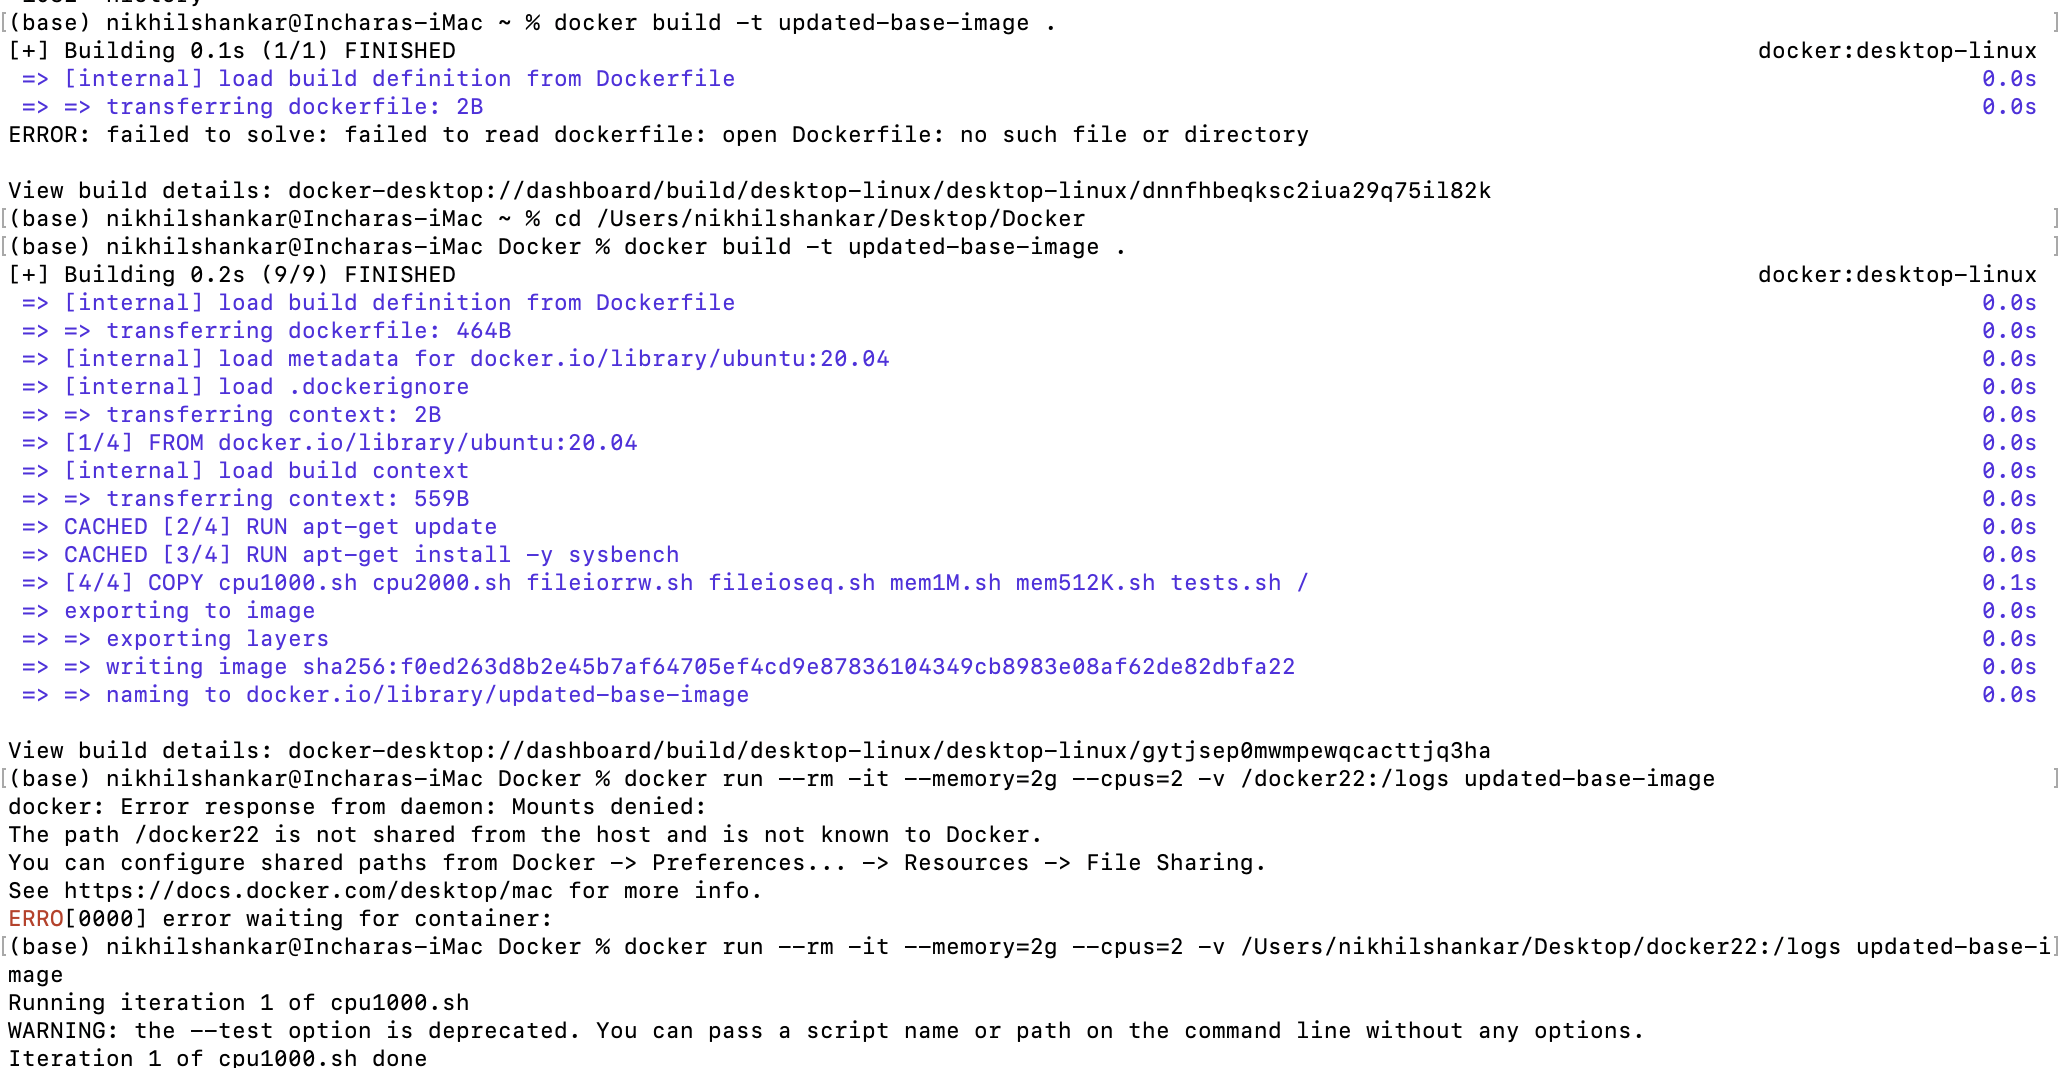 (base) nikhilshankar@Incharas-iMac ~ % docker build -t updated-base-image .
[+] Building 0.1s (1/1) FINISHED docker:desktop-linux
=> [internal] load build definition from Dockerfile 0.0s
=> => transferring dockerfile: 2B 0.0s
ERROR: failed to solve: failed to read dockerfile: open Dockerfile: no such file or directory
View build details: docker-desktop://dashboard/build/desktop-linux/desktop-linux/dnnfhbeqksc2iua29q75il82k
(base) nikhilshankar@Incharas-iMac ~ % cd /Users/nikhilshankar/Desktop/Docker
(base) nikhilshankar@Incharas-iMac Docker % docker build -t updated-base-image .
[+] Building 0.2s (9/9) FINISHED docker:desktop-linux
=> [internal] load build definition from Dockerfile 0.0s
=> => transferring dockerfile: 464B 0.0s
=> [internal] load metadata for docker.io/library/ubuntu:20.04 0.0s
=> [internal] load .dockerignore 0.0s
=> => transferring context: 2B 0.0s
=> [1/4] FROM docker.io/library/ubuntu:20.04 0.0s
=> [internal] load build context 0.0s
=> => transferring context: 559B 0.0s
=> CACHED [2/4] RUN apt-get update 0.0s
=> CACHED [3/4] RUN apt-get install -y sysbench 0.0s
=> [4/4] COPY cpu1000.sh cpu2000.sh fileiorrw.sh fileioseq.sh mem1M.sh mem512K.sh tests.sh / 0.1s
=> exporting to image 0.0s
=> => exporting layers 0.0s
=> => writing image sha256:f0ed263d8b2e45b7af64705ef4cd9e87836104349cb8983e08af62de82dbfa22 0.0s
=> => naming to docker.io/library/updated-base-image 0.0s
View build details: docker-desktop://dashboard/build/desktop-linux/desktop-linux/gytjsep0mwmpewqcacttjq3ha
(base) nikhilshankar@Incharas-iMac Docker % docker run --rm -it --memory=2g --cpus=2 -v /docker22:/logs updated-base-image
docker: Error response from daemon: Mounts denied:
The path /docker22 is not shared from the host and is not known to Docker.
You can configure shared paths from Docker -> Preferences... -> Resources -> File Sharing.
See https://docs.docker.com/desktop/mac for more info.
ERRO[0000] error waiting for container:
(base) nikhilshankar@Incharas-iMac Docker % docker run --rm -it --memory=2g --cpus=2 -v /Users/nikhilshankar/Desktop/docker22:/logs updated-base-i
mage
Running iteration 1 of cpu1000.sh
WARNING: the --test option is deprecated. You can pass a script name or path on the command line without any options.
Iteration 1 of cpu1000.sh done